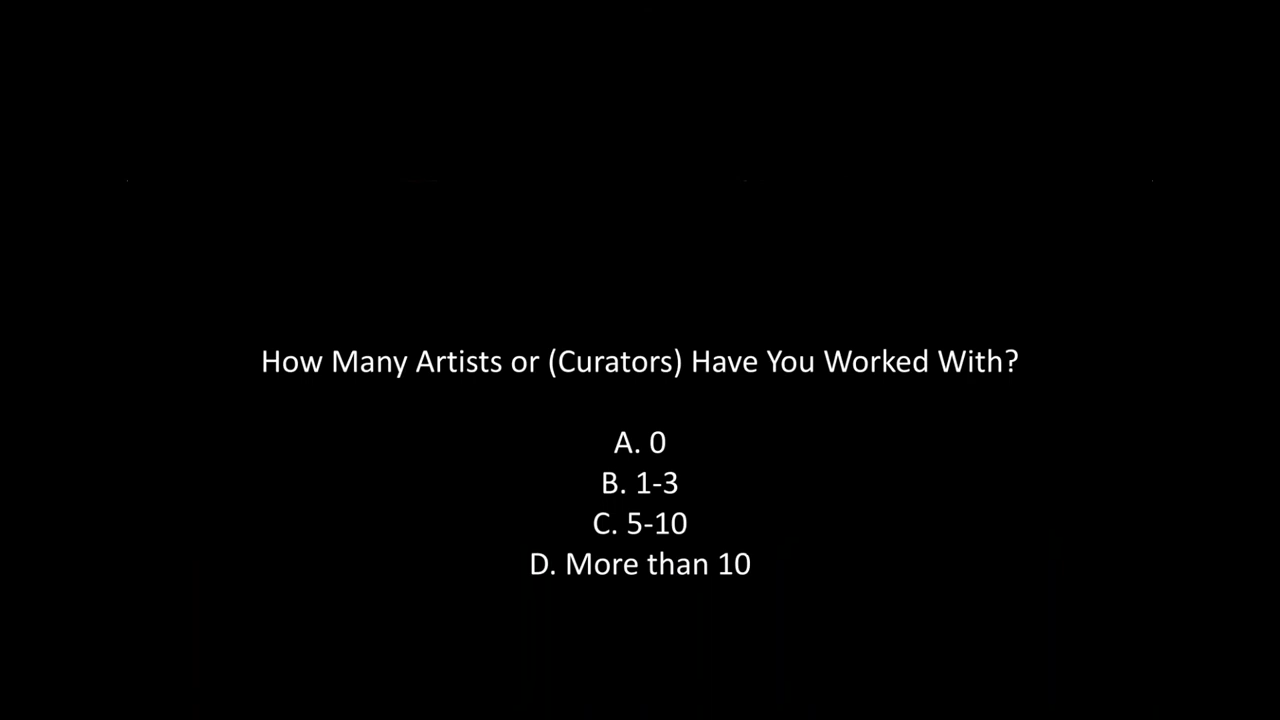 How Many Artists or (Curators) Have You Worked With?
A. 0
B. 1-3
C. 5-10
D. More than 10